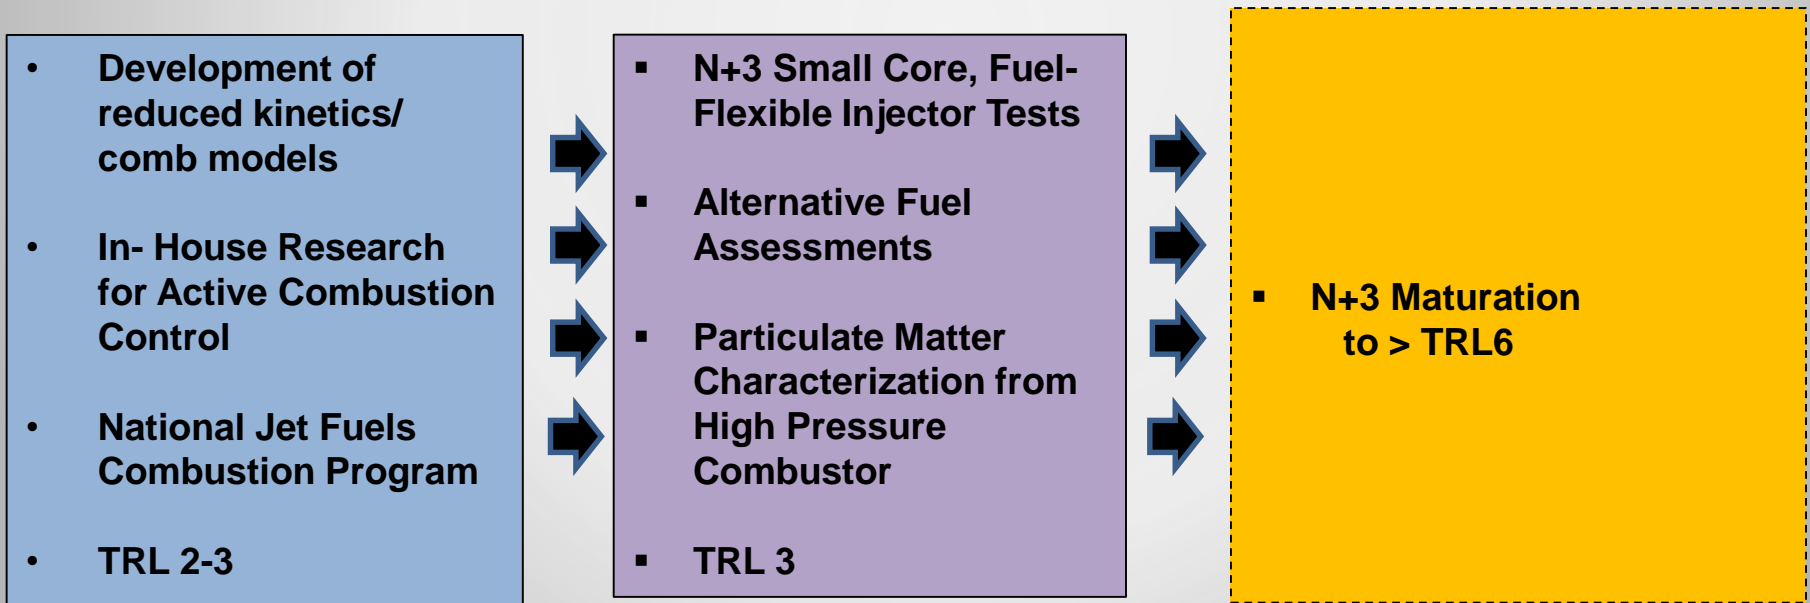 • Development of
reduced kinetics/
comb models
• In- House Research
for Active Combustion
Control
• National Jet Fuels
Combustion Program
• TRL 2-3
▪ N+3 Small Core, Fuel-
Flexible Injector Tests
▪ Alternative Fuel
Assessments
▪ Particulate Matter
Characterization from
High Pressure
Combustor
▪ TRL 3
▪ N+3 Maturation
to > TRL6